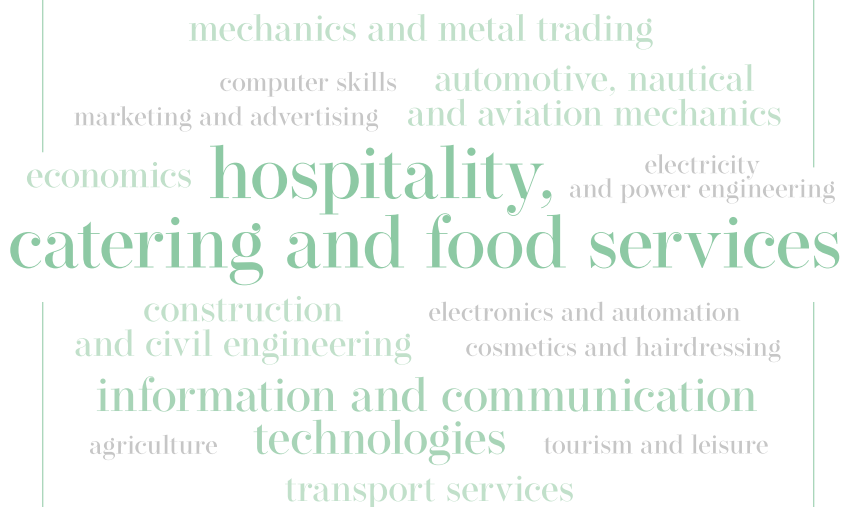 mechanics and metal trading
computer skills
automotive, nautical
and aviation mechanics
marketing and advertising
economics
hospitality,
catering and food services
electricity
and power engineering
construction
and civil engineering
electronics and automation
cosmetics and hairdressing
information and communication
technologies
agriculture
tourism and leisure
transport services